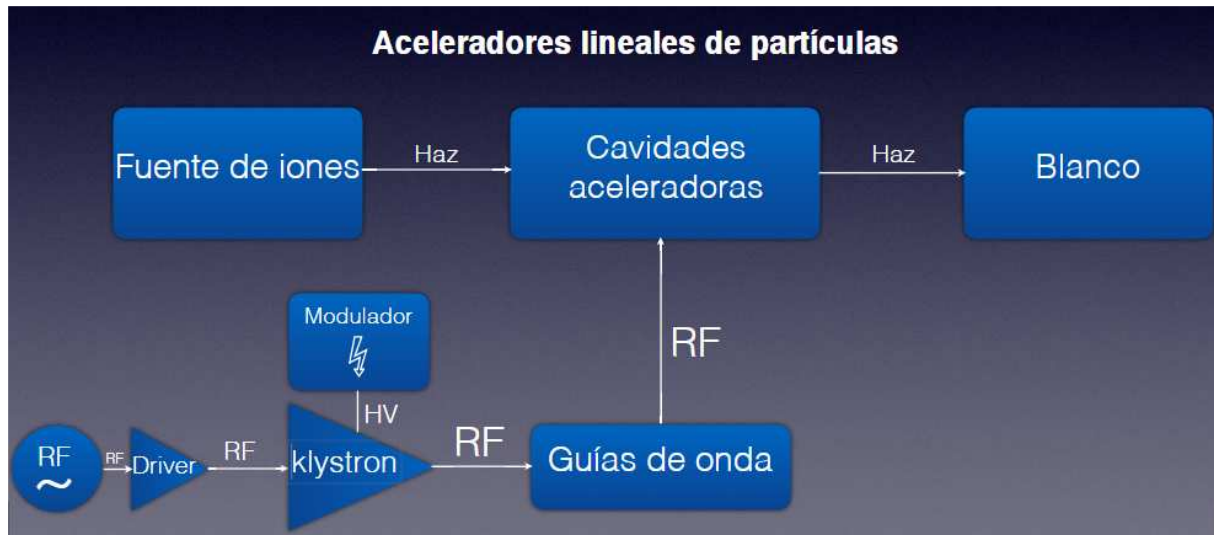 Aceleradores lineales de partículas
Fuente de iones
Haz
Cavidades
aceleradoras
Haz
Blanco
Modulador
HV
RF
RF
RF
Driver
RF
klystron
RF
Guías de onda